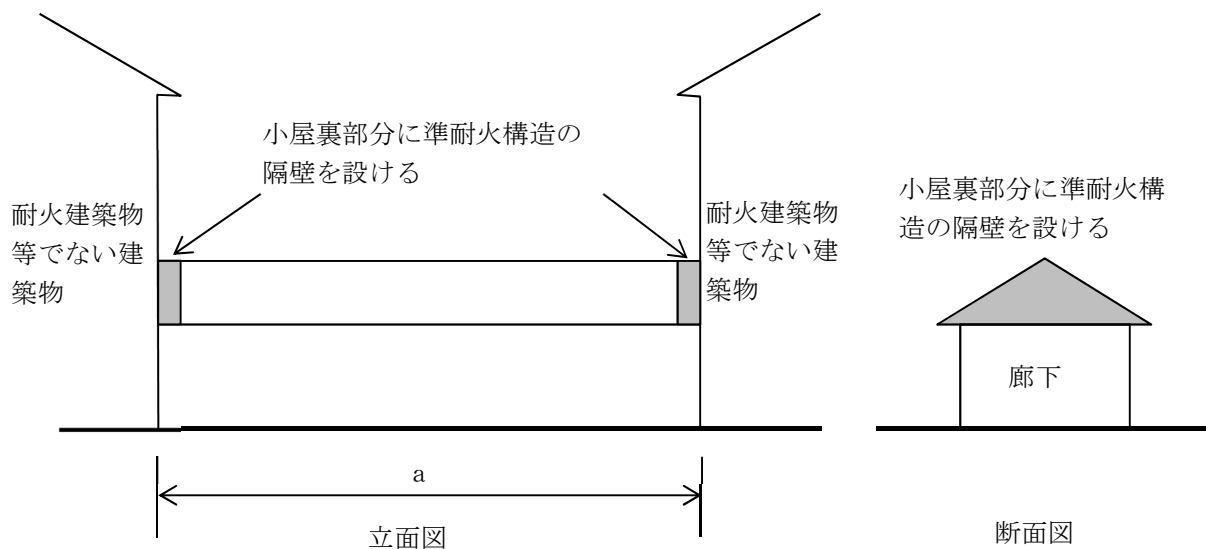 小屋裏部分に準耐火構造の
隔壁を設ける
耐火建築物
等でない建
築物
耐火建築物
等でない建
築物
a
立面図
小屋裏部分に準耐火構
造の隔壁を設ける
廊下
断面図